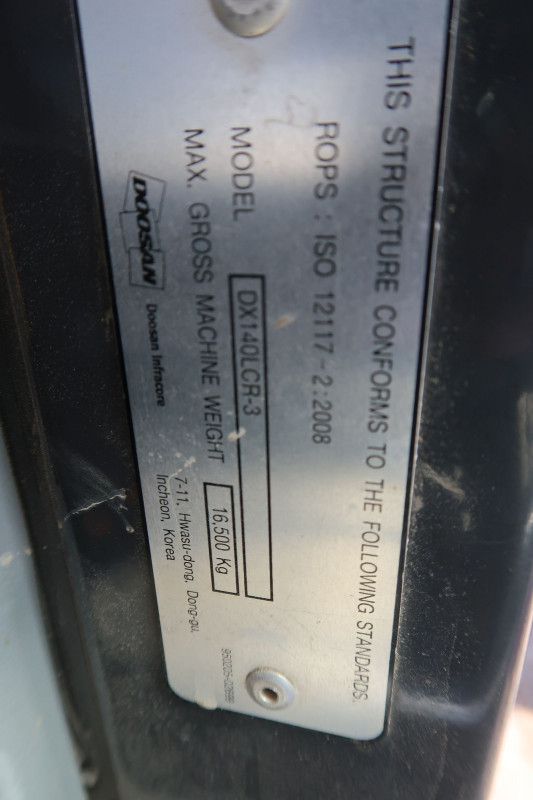 THIS STRUCTURE CONFORMS TO THE FOLLOWING STANDARDS.
ROPS : ISO 12117-2:2008
MODEL DX140LCR-3
MAX. GROSS MACHINE WEIGHT 16,500 Kg
DOOSAN Doosan Infracore
7-11, Hwasu-dong, Dong-gu,
Incheon, Korea